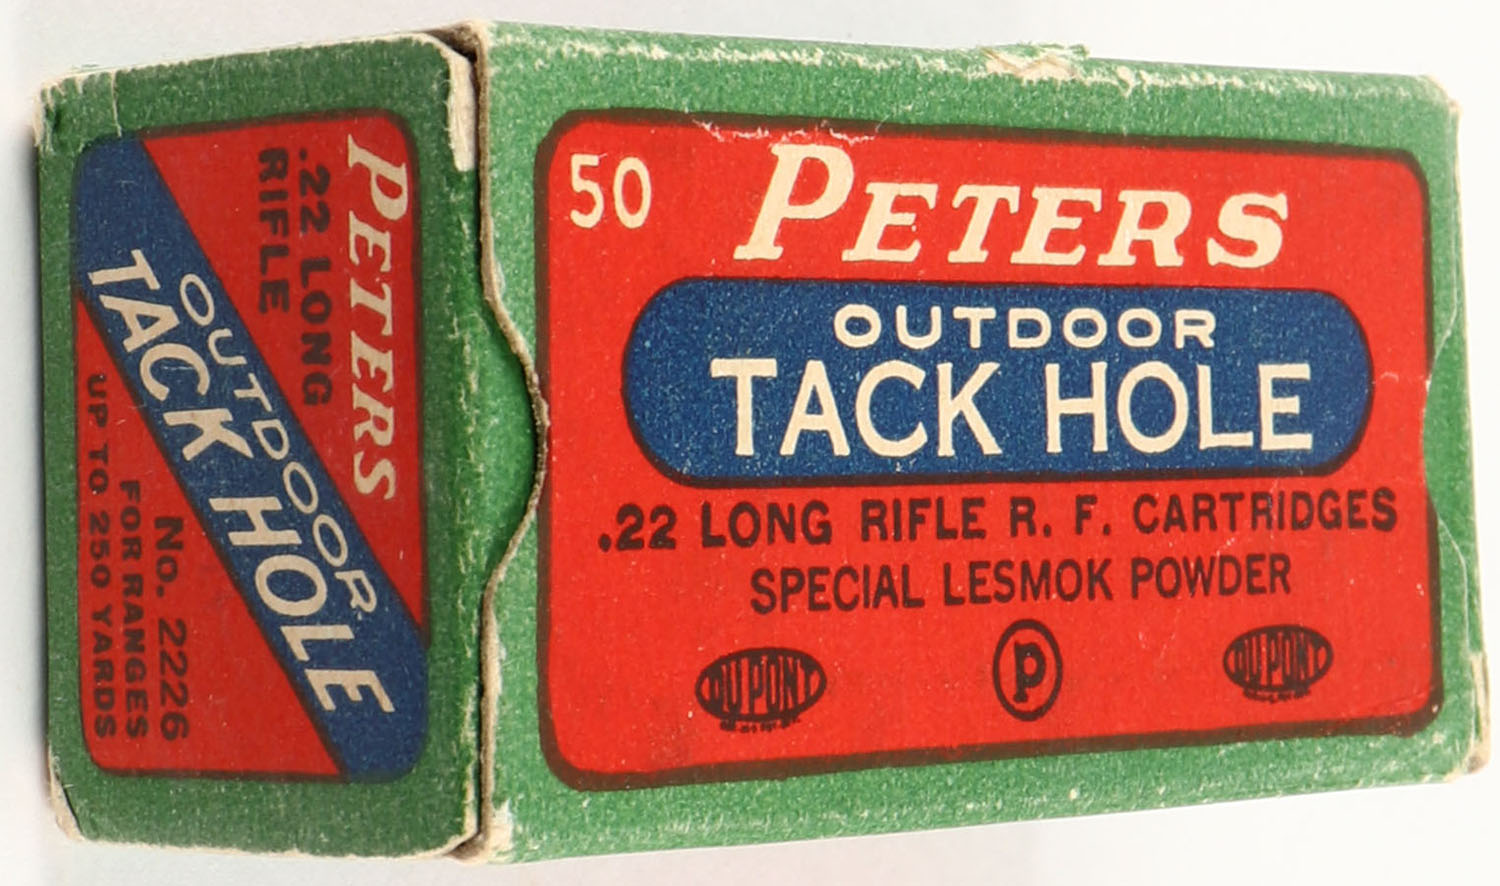 50
PETERS
OUTDOOR
TACK HOLE
.22 LONG RIFLE R. F. CARTRIDGES
SPECIAL LESMOK POWDER
DU PONT
P
DU PONT
PETERS
.22 LONG
RIFLE
OUTDOOR
TACK HOLE
No. 2226
FOR RANGES
UP TO 250 YARDS